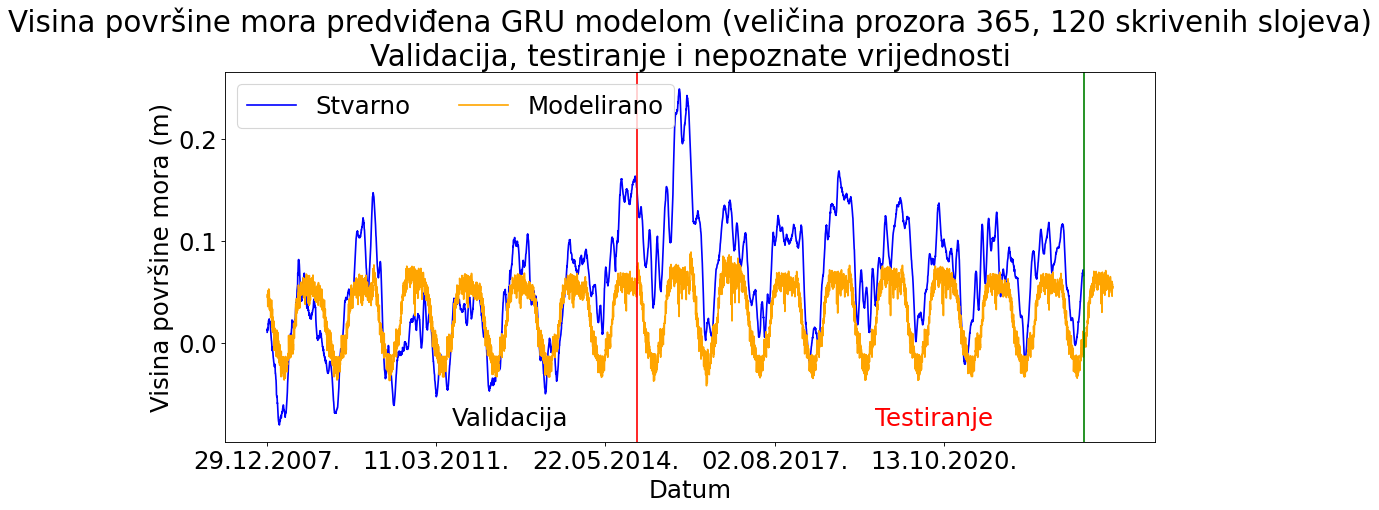 Visina površine mora predviđena GRU modelom (veličina prozora 365, 120 skrivenih slojeva)
Validacija, testiranje i nepoznate vrijednosti
Stvarno
Modelirano
Visina površine mora (m)
0.2
0.1
0.0
Validacija
Testiranje
29.12.2007.
11.03.2011.
22.05.2014.
02.08.2017.
13.10.2020.
Datum